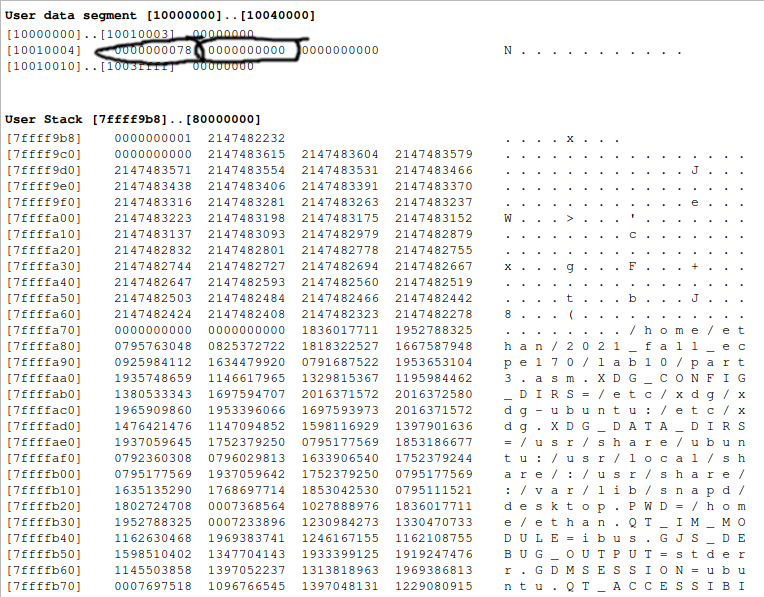 User data segment [10000000]..[10040000]
[10000000]..[10010003] 00000000
[10010004] 0000000078 0000000000 0000000000 N . . . . . . . . . . .
[10010010]..[1003ffff] 00000000
User Stack [7ffff9b8]..[80000000]
[7ffff9b8] 0000000001 2147482232 . . . . x . . .
[7ffff9c0] 0000000000 2147483615 2147483604 2147483579 . . . . . . . . . . . . . . . .
[7ffff9d0] 2147483571 2147483554 2147483531 2147483466 . . . . . . . . . . . . J . . .
[7ffff9e0] 2147483438 2147483406 2147483391 2147483370 . . . . . . . . . . . . . . . .
[7ffff9f0] 2147483316 2147483281 2147483263 2147483237 . . . . . . . . . . . . e . . .
[7ffffa00] 2147483223 2147483198 2147483175 2147483152 W . . . > . . . ' . . . . . . .
[7ffffa10] 2147483137 2147483093 2147482979 2147482879 . . . . . . . . c . . . . . . .
[7ffffa20] 2147482832 2147482801 2147482778 2147482755 . . . . . . . . . . . . . . . .
[7ffffa30] 2147482744 2147482727 2147482694 2147482667 x . . . g . . . F . . . + . . .
[7ffffa40] 2147482647 2147482593 2147482560 2147482519 . . . . . . . . . . . . . . . .
[7ffffa50] 2147482503 2147482484 2147482466 2147482442 . . . . t . . . b . . . J . . .
[7ffffa60] 2147482424 2147482408 2147482323 2147482278 8 . . . ( . . . . . . . . . . .
[7ffffa70] 0000000000 0000000000 1836017711 1952788325 . . . . . . . . / h o m e / e t
[7ffffa80] 0795763048 0825372722 1818322527 1667587948 h a n / 2 0 2 1 _ f a l l _ e c
[7ffffa90] 0925984112 1634479920 0791687522 1953653104 p e 1 7 0 / l a b 1 0 / p a r t
[7ffffaa0] 1935748659 1146617965 1329815367 1195984462 3 . a s m . X D G _ C O N F I G
[7ffffab0] 1380533343 1697594707 2016371572 2016372580 _ D I R S = / e t c / x d g / x
[7ffffac0] 1965909860 1953396066 1697593973 2016371572 d g - u b u n t u : / e t c / x
[7ffffad0] 1476421476 1147094852 1598116929 1397901636 d g . X D G _ D A T A _ D I R S
[7ffffae0] 1937059645 1752379250 0795177569 1853186677 = / u s r / s h a r e / u b u n
[7ffffaf0] 0792360308 0796029813 1633906540 1752379244 t u : / u s r / l o c a l / s h
[7ffffb00] 0795177569 1937059642 1752379250 0795177569 a r e / : / u s r / s h a r e /
[7ffffb10] 1635135290 1768697714 1853042530 0795111521 : / v a r / l i b / s n a p d /
[7ffffb20] 1802724708 0007368564 1027888976 1836017711 d e s k t o p . P W D = / h o m
[7ffffb30] 1952788325 0007233896 1230984273 1330470733 e / e t h a n . Q T _ I M _ M O
[7ffffb40] 1162630468 1969383741 1246167155 1162108755 D U L E = i b u s . G J S _ D E
[7ffffb50] 1598510402 1347704143 1933399125 1919247476 B U G _ O U T P U T = s t d e r
[7ffffb60] 1145503858 1397052237 1313818963 1969386813 r . G D M S E S S I O N = u b u
[7ffffb70] 0007697518 1096766545 1397048131 1229080915 n t u . Q T _ A C C E S S I B I